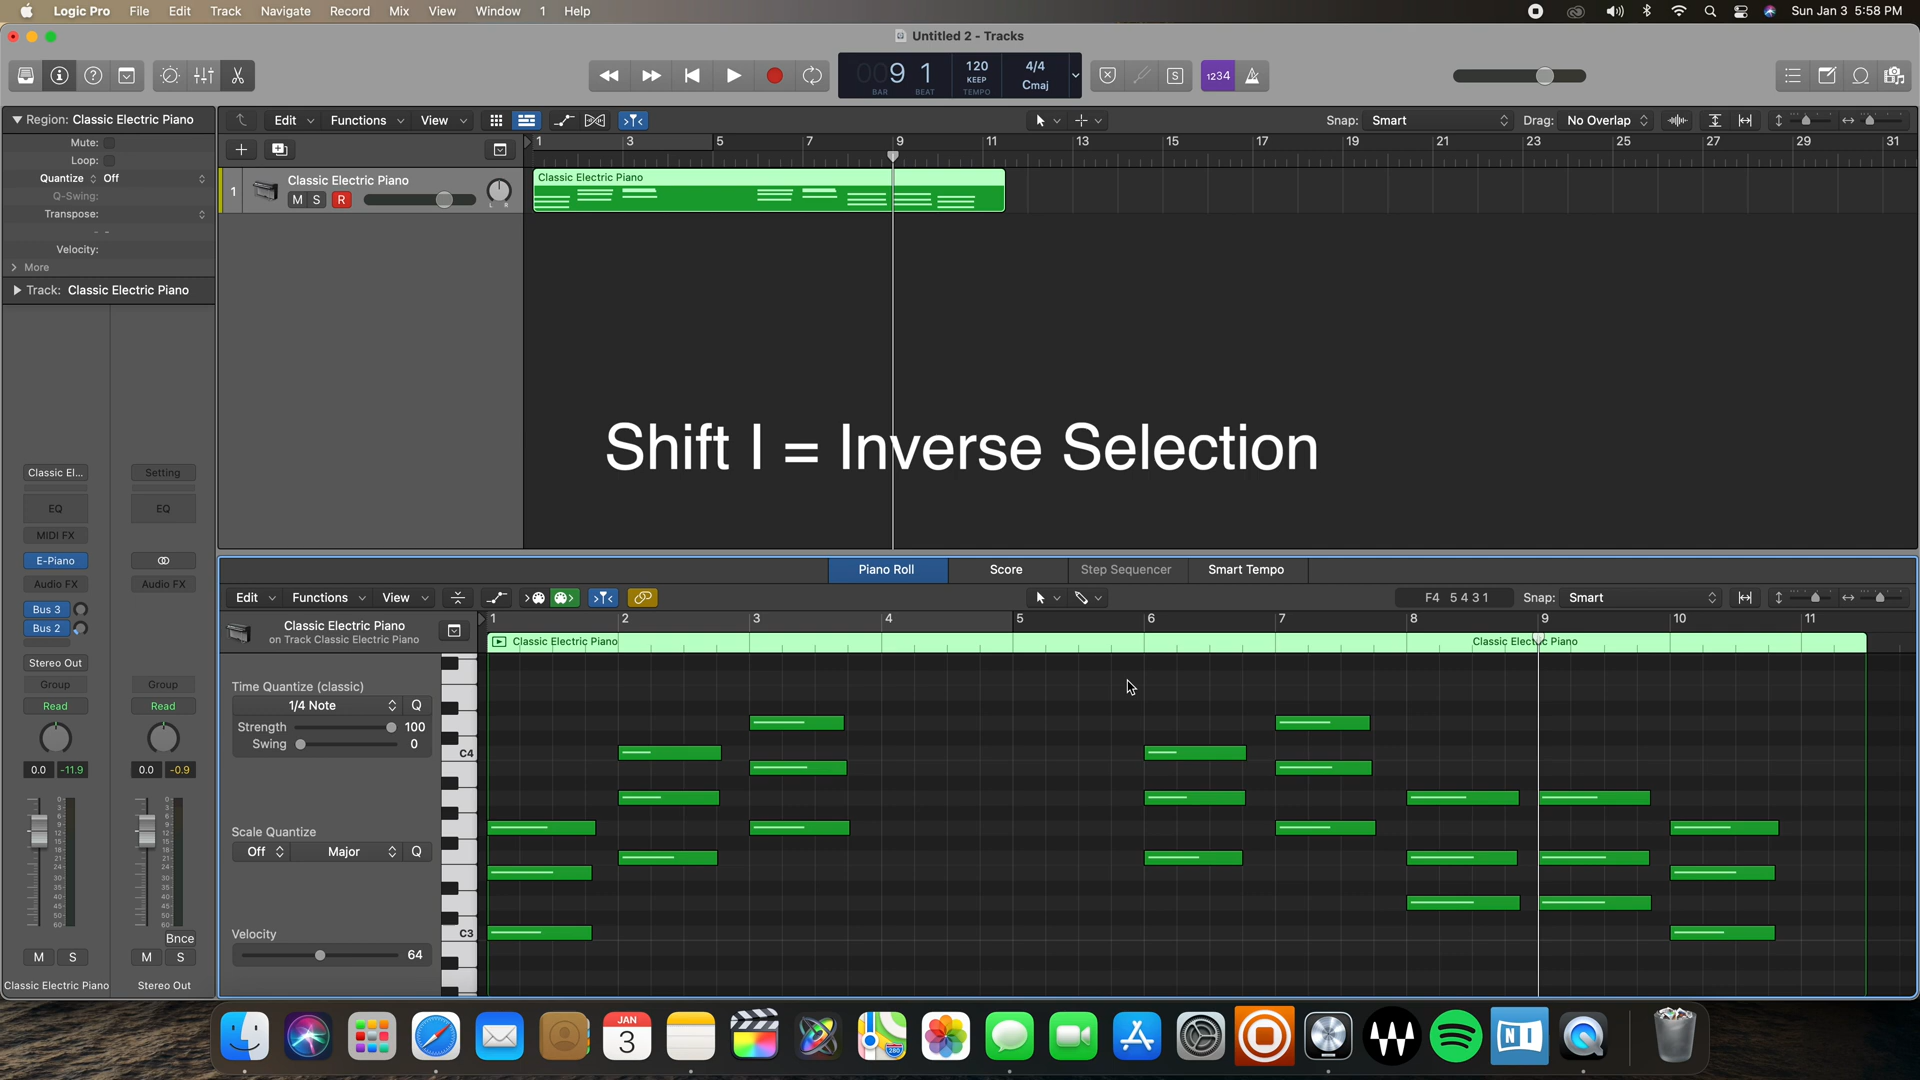 Logic Pro File Edit Track Navigate Record Mix View Window 1 Help
Sun Jan 3 5:58 PM
Untitled 2 - Tracks
009 1
BAR BEAT
120
KEEP
TEMPO
4/4
Cmaj
S
1234
Region: Classic Electric Piano
Mute:
Loop:
Quantize Off
Q-Swing:
Transpose:
- -
Velocity:
More
Track: Classic Electric Piano
Edit Functions View
Snap: Smart
Drag: No Overlap
1 3 5 7 9 11 13 15 17 19 21 23 25 27 29 31
1
Classic Electric Piano
M S R
L R
Classic Electric Piano
Shift I = Inverse Selection
Classic El...
Setting
EQ
EQ
MIDI FX
E-Piano
Audio FX
Audio FX
Bus 3
Bus 2
Stereo Out
Group
Group
Read
Read
0.0 -11.9
0.0 -0.9
Bnce
M S
M S
Classic Electric Piano
Stereo Out
Piano Roll Score Step Sequencer Smart Tempo
Edit Functions View
F4 5 4 3 1
Snap: Smart
Classic Electric Piano
on Track Classic Electric Piano
1 2 3 4 5 6 7 8 9 10 11
Classic Electric Piano
Classic Electric Piano
Time Quantize (classic)
1/4 Note Q
Strength 100
Swing 0
Scale Quantize
Off Major Q
Velocity
64
C4
C3
JAN
3
280